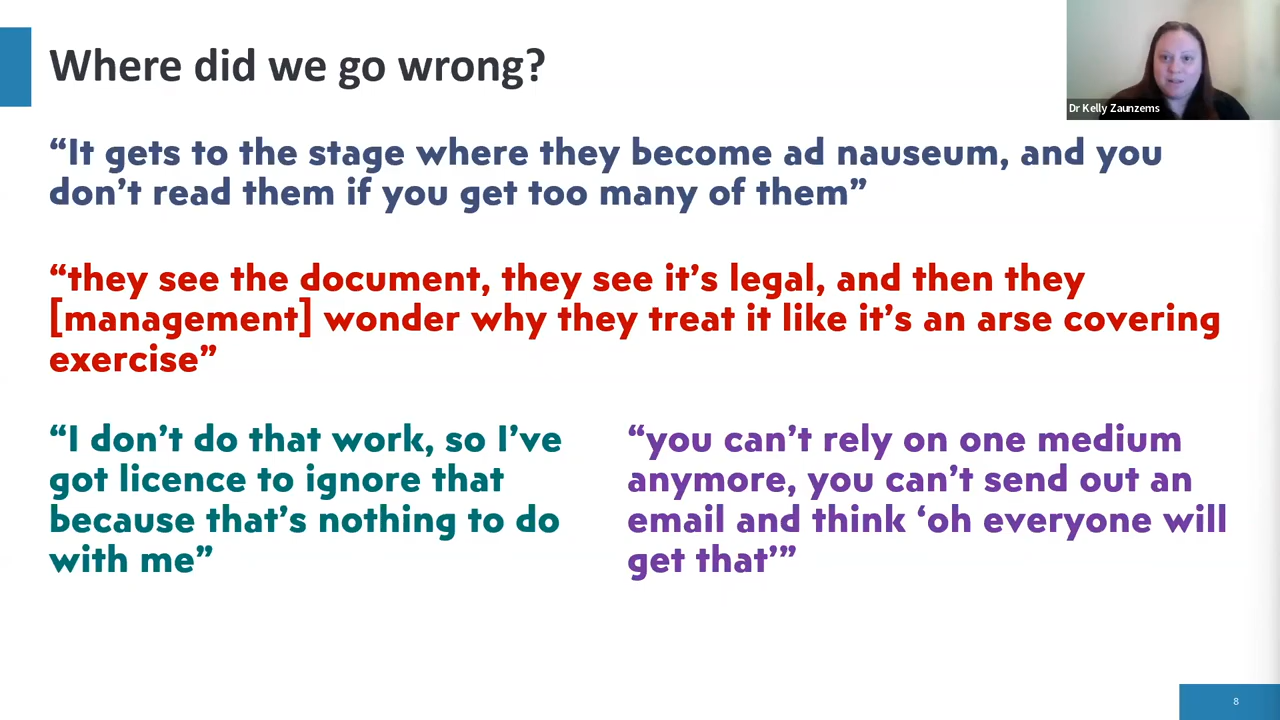 Where did we go wrong?
Dr Kelly Zaunzems
“It gets to the stage where they become ad nauseum, and you
don’t read them if you get too many of them”
“they see the document, they see it’s legal, and then they
[management] wonder why they treat it like it’s an arse covering
exercise”
“I don’t do that work, so I’ve
got licence to ignore that
because that’s nothing to do
with me”
“you can’t rely on one medium
anymore, you can’t send out an
email and think ‘oh everyone will
get that’”
8